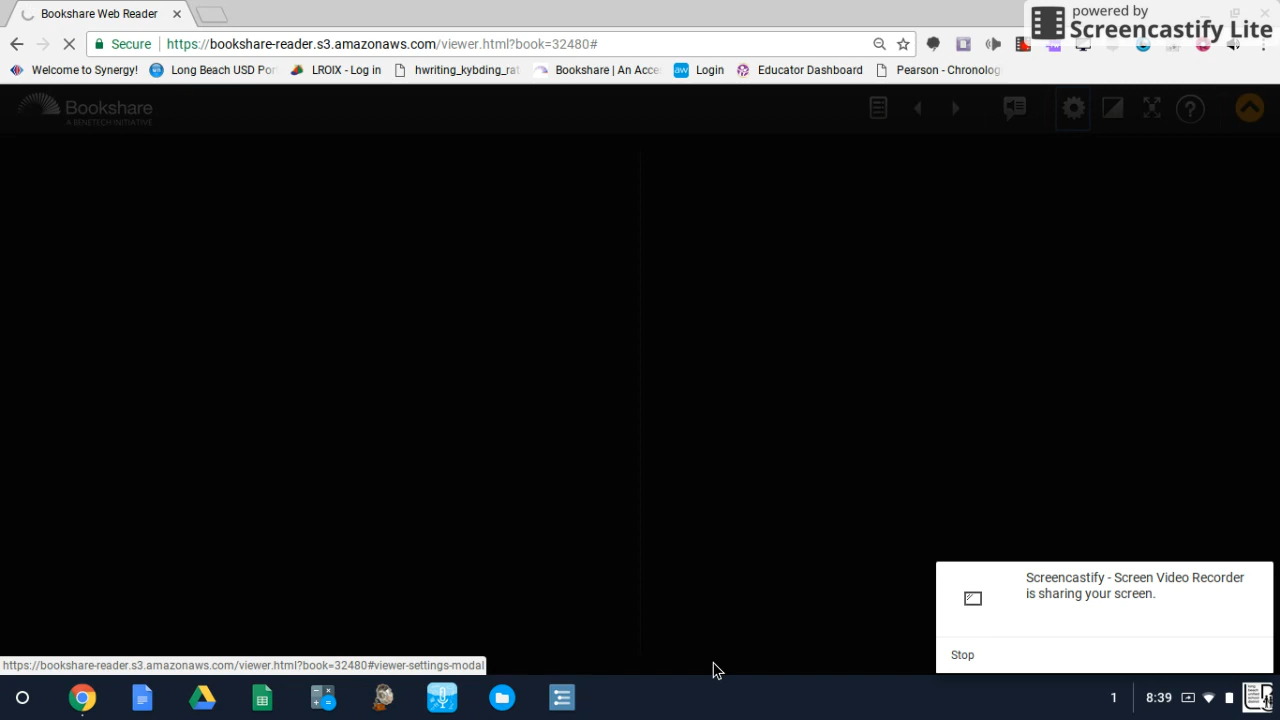 Bookshare Web Reader
powered by
Screencastify Lite
Secure https://bookshare-reader.s3.amazonaws.com/viewer.html?book=32480#
Welcome to Synergy! Long Beach USD Por LROIX - Log in hwriting_kybding_rat Bookshare | An Acce Login Educator Dashboard Pearson - Chronolog
Bookshare
A BENETECH INITIATIVE
Screencastify - Screen Video Recorder
is sharing your screen.
Stop
https://bookshare-reader.s3.amazonaws.com/viewer.html?book=32480#viewer-settings-modal
1 8:39